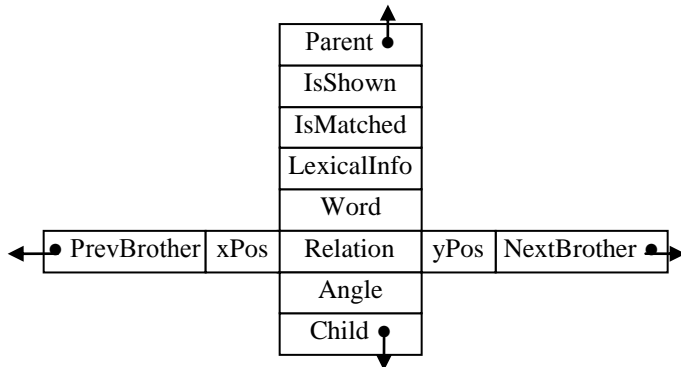 Parent
IsShown
IsMatched
LexicalInfo
Word
PrevBrother xPos Relation yPos NextBrother
Angle
Child